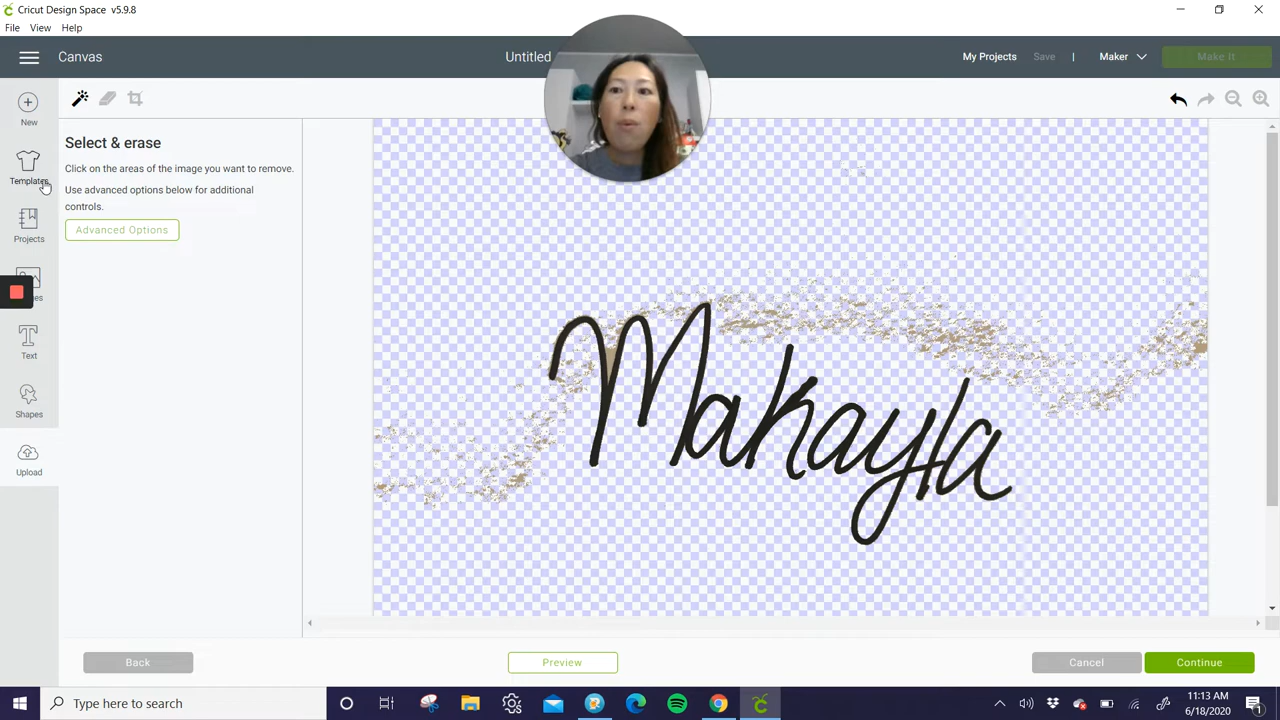 Cricut Design Space v5.9.8
File View Help
Canvas
Untitled
My Projects Save | Maker Make It
New
Templates
Projects
Text
Shapes
Upload
Select & erase
Click on the areas of the image you want to remove.
Use advanced options below for additional
controls.
Advanced Options
Makayla
Back
Preview
Cancel
Continue
Type here to search
11:13 AM
6/18/2020
1